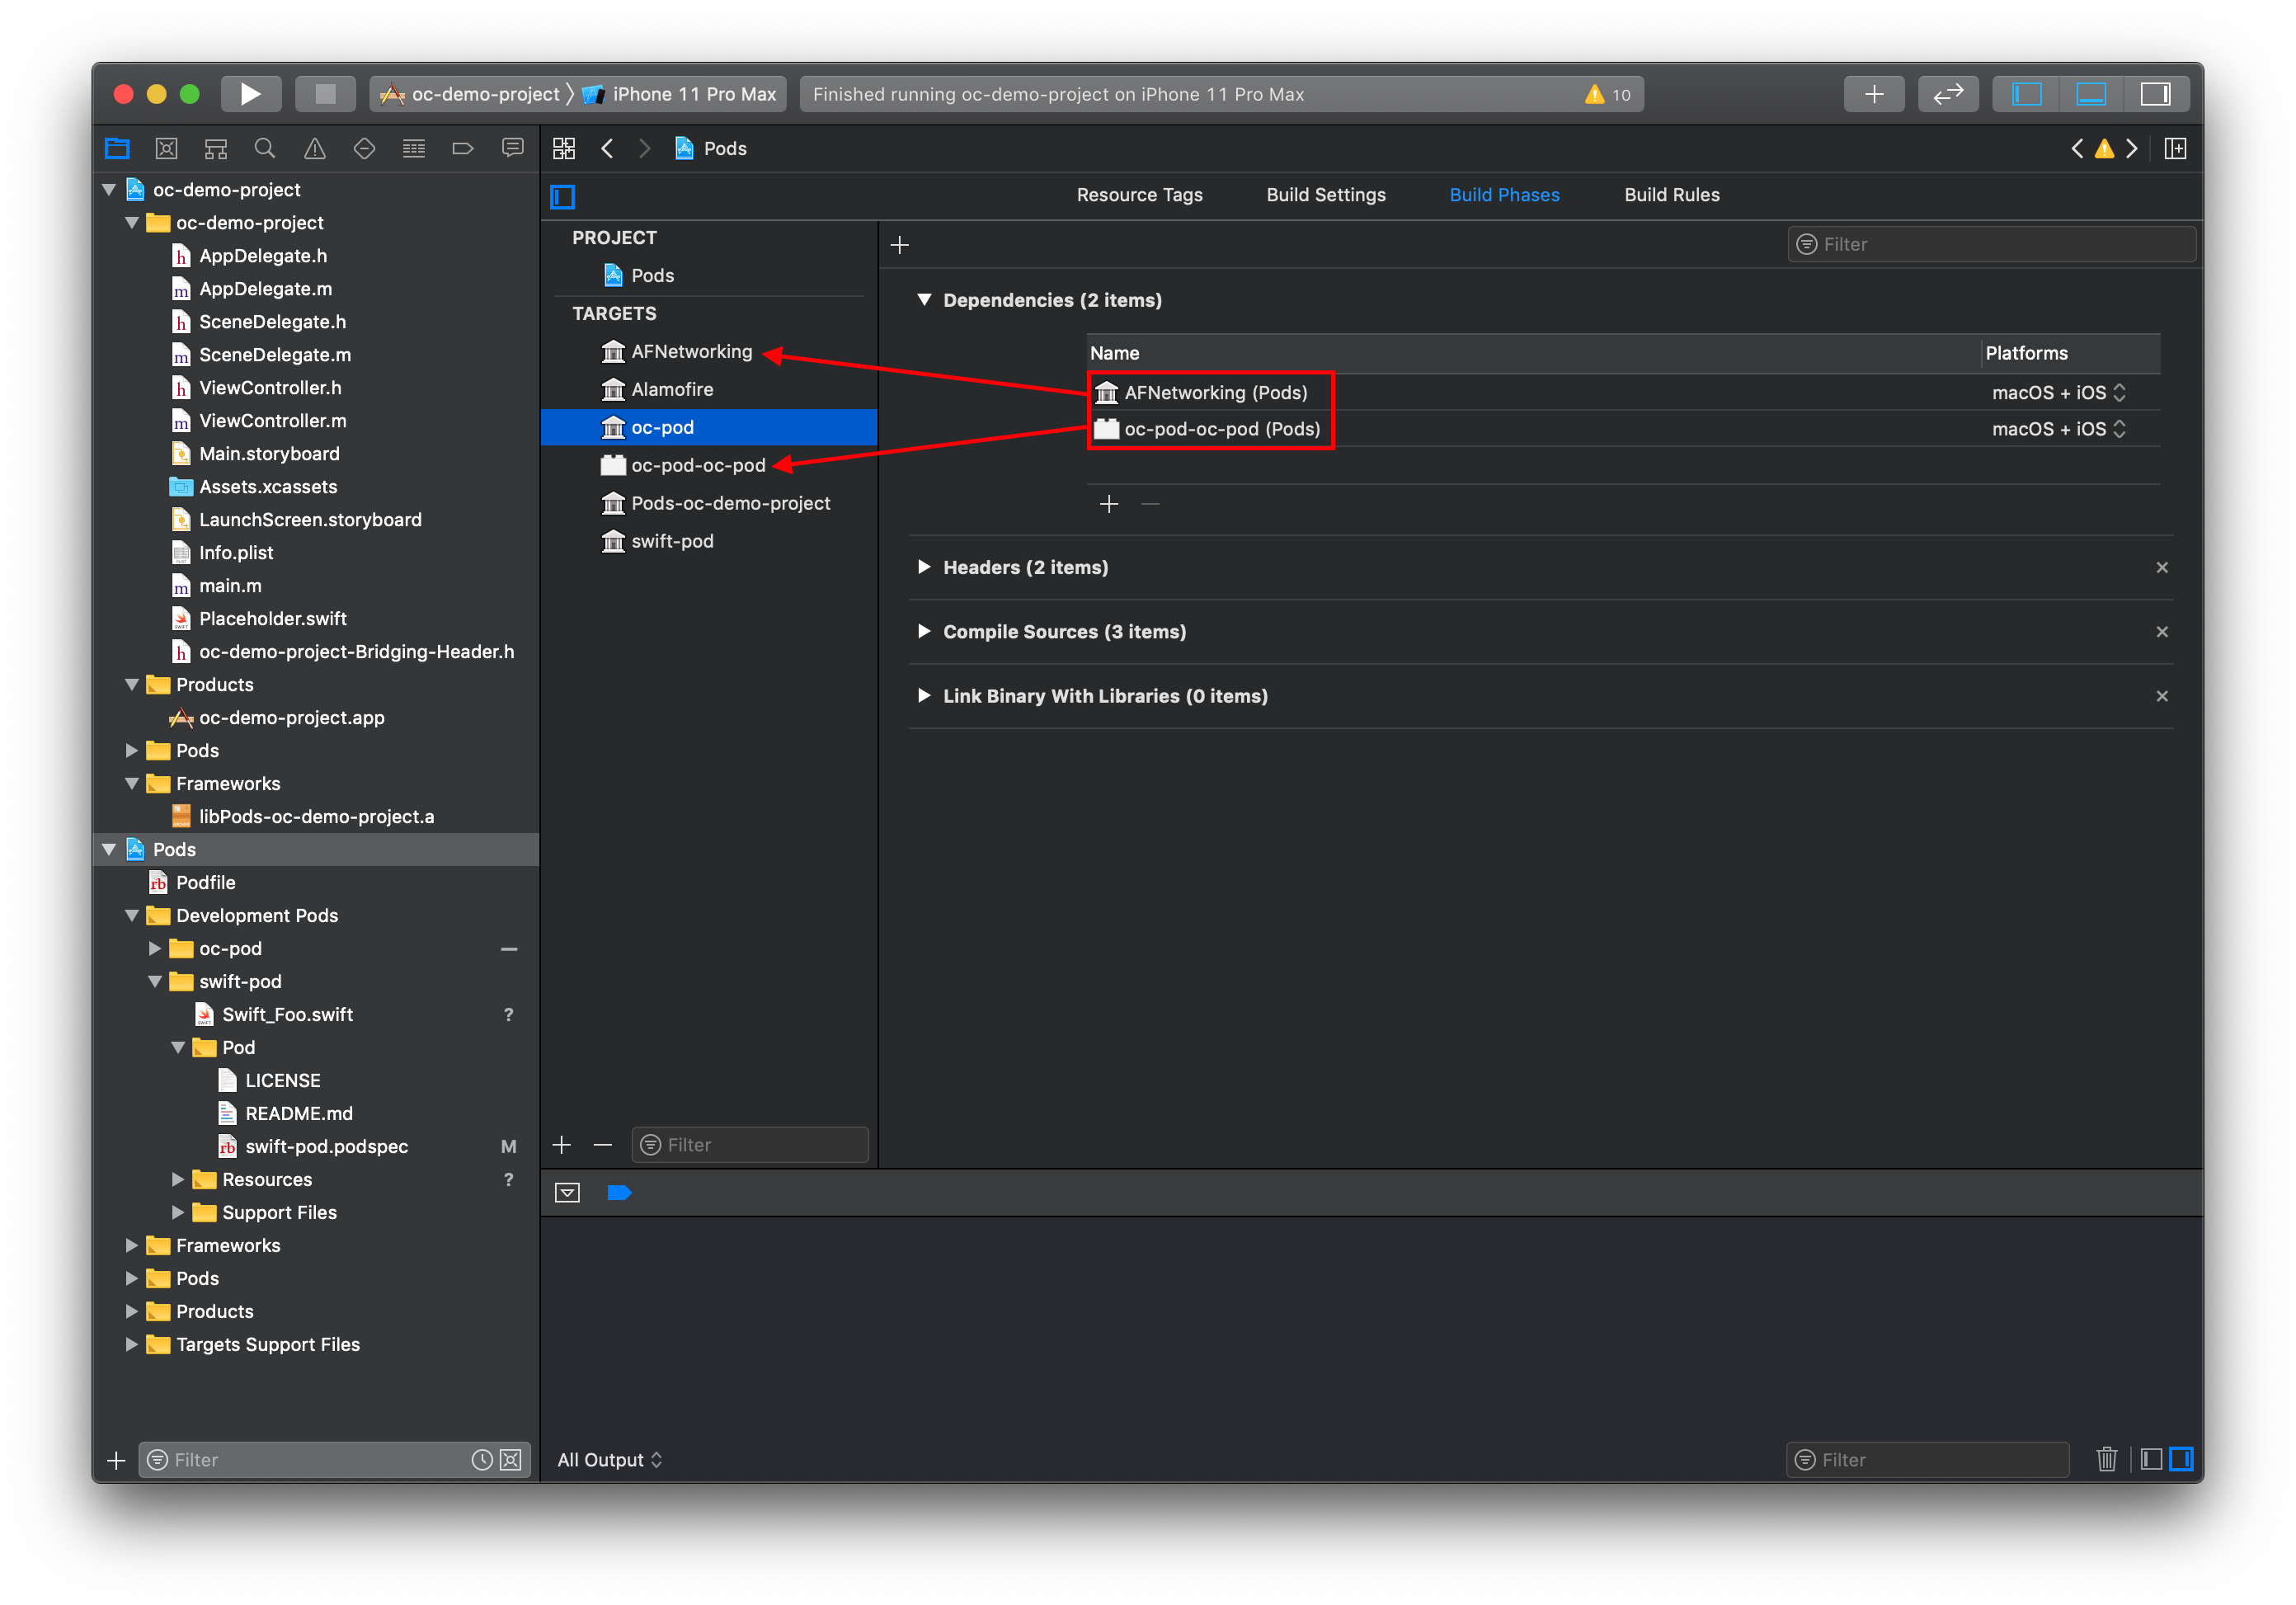 oc-demo-project
iPhone 11 Pro Max
Finished running oc-demo-project on iPhone 11 Pro Max
10
Pods
Resource Tags
Build Settings
Build Phases
Build Rules
oc-demo-project
oc-demo-project
AppDelegate.h
AppDelegate.m
SceneDelegate.h
SceneDelegate.m
ViewController.h
ViewController.m
Main.storyboard
Assets.xcassets
LaunchScreen.storyboard
Info.plist
main.m
Placeholder.swift
oc-demo-project-Bridging-Header.h
Products
oc-demo-project.app
Pods
Frameworks
libPods-oc-demo-project.a
Pods
Podfile
Development Pods
oc-pod
swift-pod
Swift_Foo.swift ?
Pod
LICENSE
README.md
swift-pod.podspec M
Resources ?
Support Files
Frameworks
Pods
Products
Targets Support Files
Filter
PROJECT
Pods
TARGETS
AFNetworking
Alamofire
oc-pod
oc-pod-oc-pod
Pods-oc-demo-project
swift-pod
Filter
Filter
Dependencies (2 items)
Name Platforms
AFNetworking (Pods) macOS + iOS
oc-pod-oc-pod (Pods) macOS + iOS
Headers (2 items)
Compile Sources (3 items)
Link Binary With Libraries (0 items)
All Output
Filter